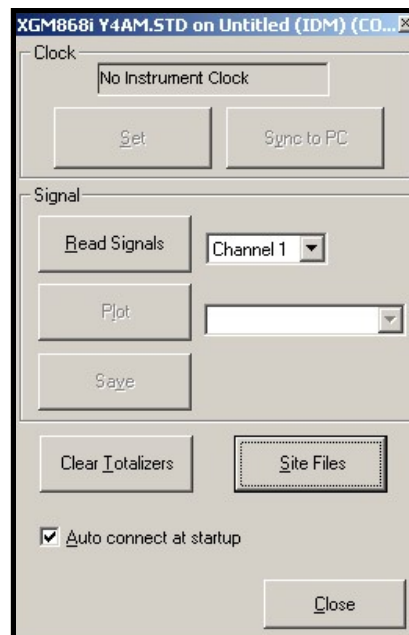 XGM868i Y4AM.STD on Untitled (IDM) (CO...
Clock
No Instrument Clock
Set
Sync to PC
Signal
Read Signals
Channel 1
Plot
Save
Clear Totalizers
Site Files
Auto connect at startup
Close